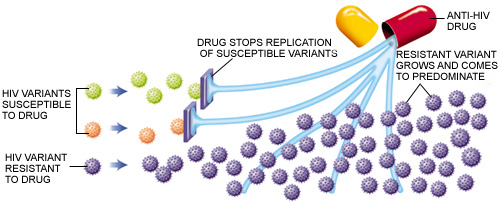 ANTI-HIV
DRUG
DRUG STOPS REPLICATION
OF SUSCEPTIBLE VARIANTS
RESISTANT VARIANT
GROWS AND COMES
TO PREDOMINATE
HIV VARIANTS
SUSCEPTIBLE
TO DRUG
HIV VARIANT
RESISTANT
TO DRUG